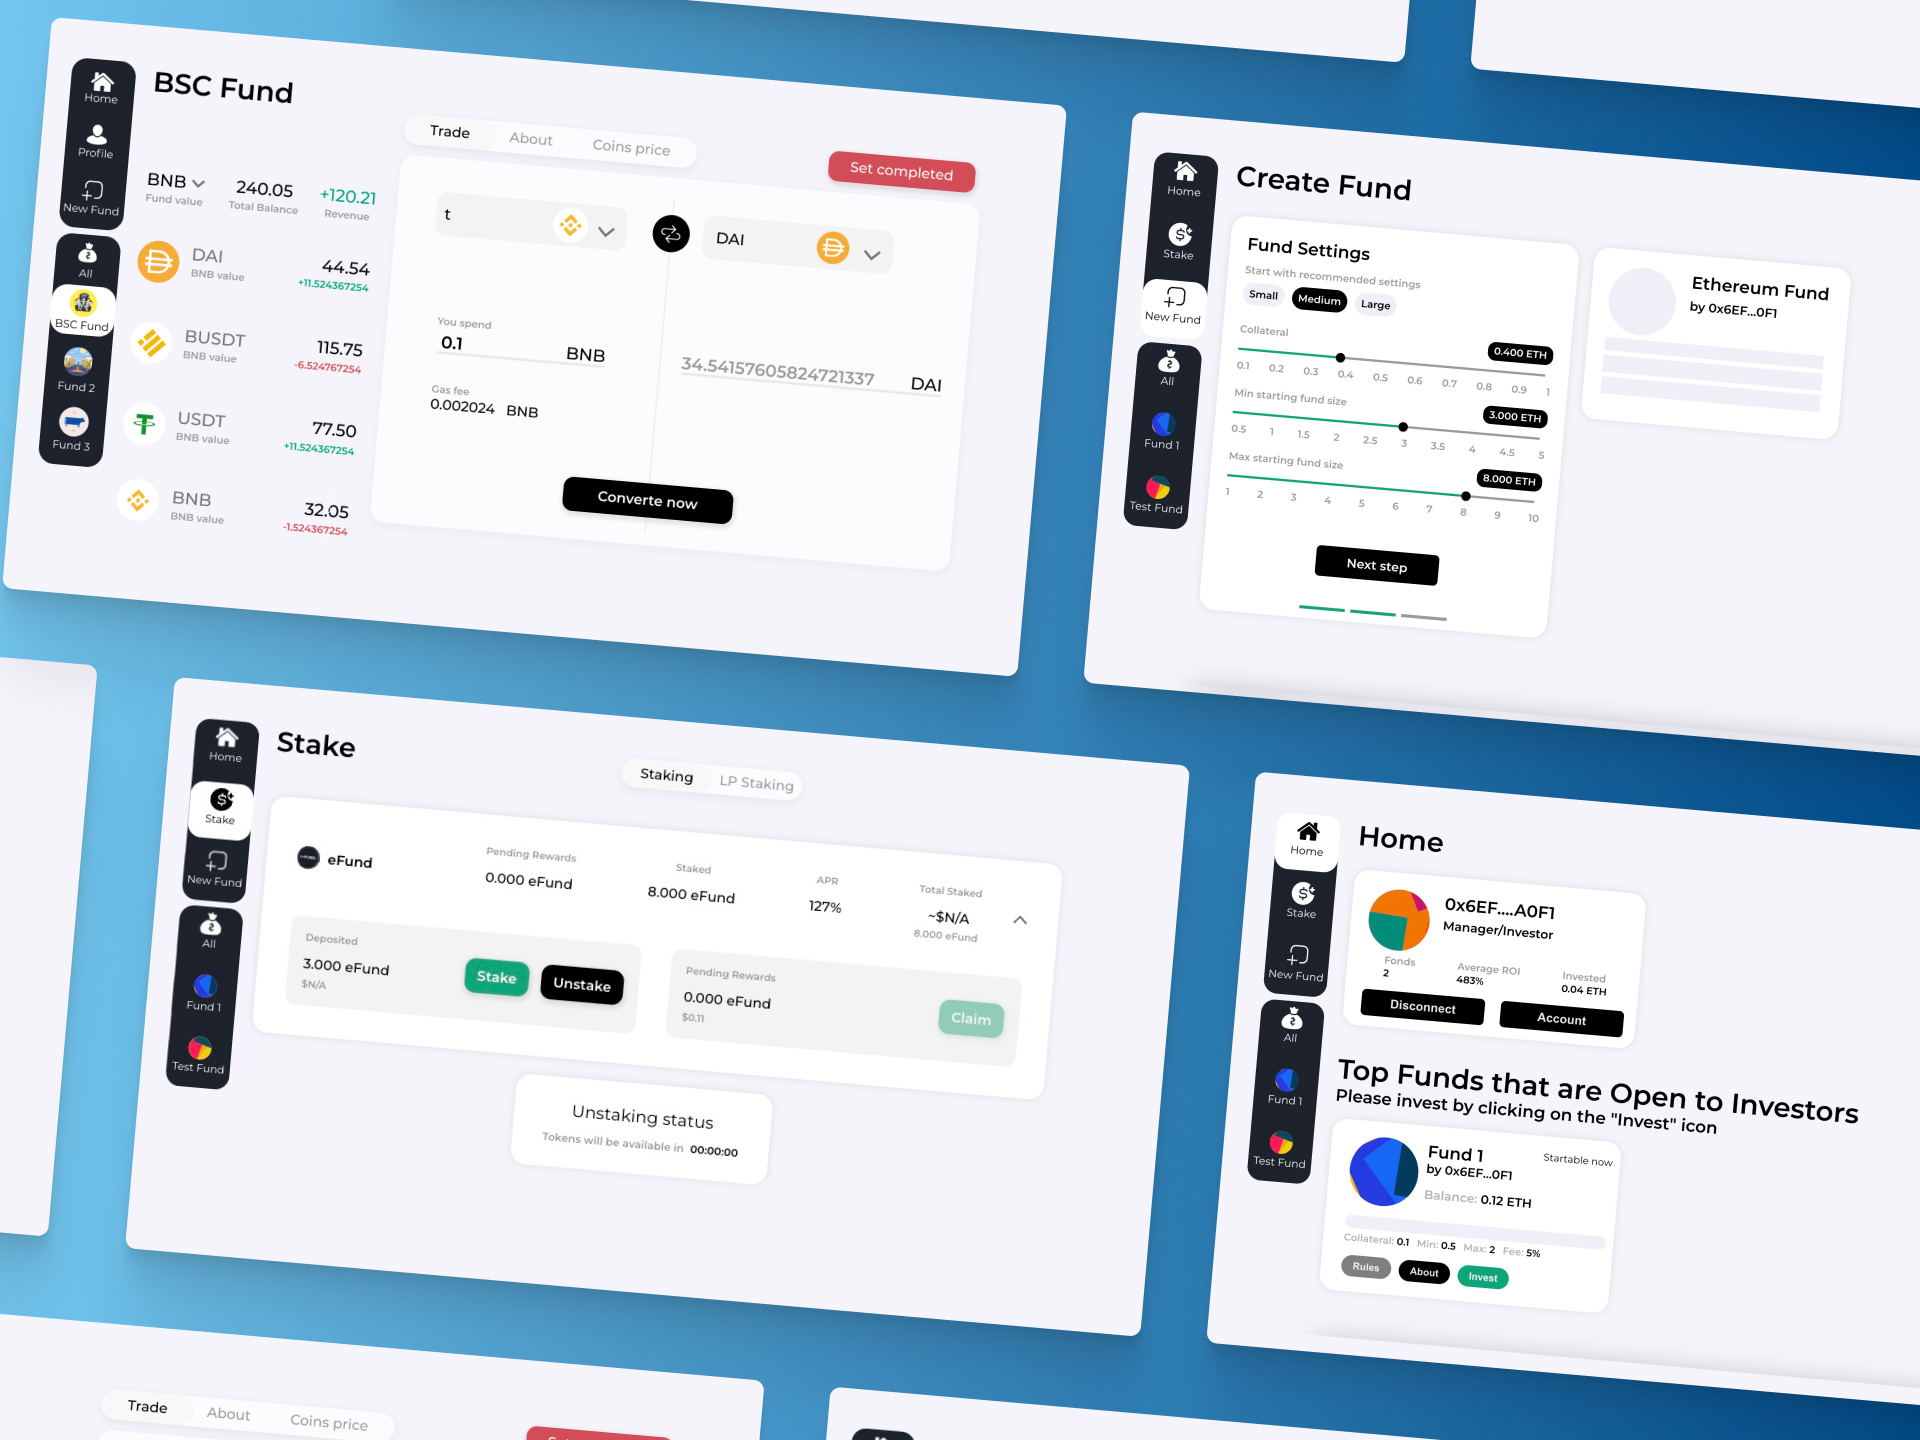 BSC Fund
Home
Profile
New Fund
All
BSC Fund
Fund 2
Fund 3
BNB
Fund value
240.05
Total Balance
+120.21
Revenue
DAI
BNB value
44.54
+11.524367254
BUSDT
BNB value
115.75
-6.524767254
USDT
BNB value
77.50
+11.524367254
BNB
BNB value
32.05
-1.524367254
Trade
About
Coins price
Set completed
t
DAI
You spend
0.1
BNB
34.54157605824721337
DAI
Gas fee
0.002024 BNB
Converte now
Create Fund
Home
Stake
New Fund
All
Fund 1
Test Fund
Fund Settings
Start with recommended settings
Small
Medium
Large
Collateral
0.400 ETH
0.1 0.2 0.3 0.4 0.5 0.6 0.7 0.8 0.9 1
Min starting fund size
3.000 ETH
0.5 1 1.5 2 2.5 3 3.5 4 4.5 5
Max starting fund size
8.000 ETH
1 2 3 4 5 6 7 8 9 10
Next step
Ethereum Fund
by 0x6EF...0F1
Stake
Home
Stake
New Fund
All
Fund 1
Test Fund
Staking
LP Staking
eFund
Pending Rewards
0.000 eFund
Staked
8.000 eFund
APR
127%
Total Staked
~$N/A
8.000 eFund
Deposited
3.000 eFund
$N/A
Stake
Unstake
Pending Rewards
0.000 eFund
$0.11
Claim
Unstaking status
Tokens will be available in 00:00:00
Home
Home
Stake
New Fund
All
Fund 1
Test Fund
0x6EF....A0F1
Manager/Investor
Fonds
2
Average ROI
483%
Invested
0.04 ETH
Disconnect
Account
Top Funds that are Open to Investors
Please invest by clicking on the "Invest" icon
Fund 1
by 0x6EF...0F1
Startable now
Balance: 0.12 ETH
Collateral: 0.1 Min: 0.5 Max: 2 Fee: 5%
Rules
About
Invest
Trade
About
Coins price